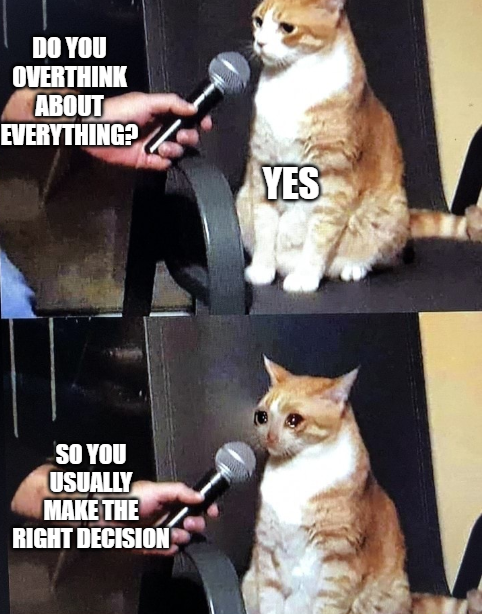 DO YOU
OVERTHINK
ABOUT
EVERYTHING?
YES
SO YOU
USUALLY
MAKE THE
RIGHT DECISION